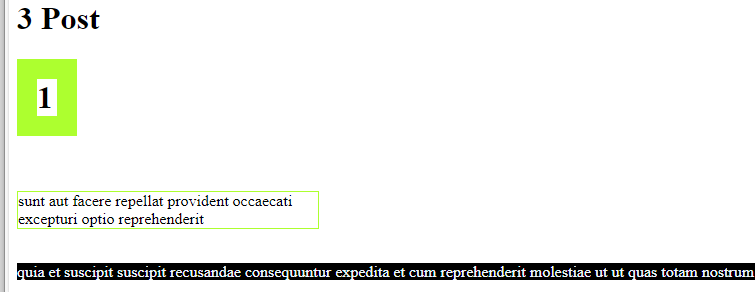 3 Post
1
sunt aut facere repellat provident occaecati
excepturi optio reprehenderit
quia et suscipit suscipit recusandae consequuntur expedita et cum reprehenderit molestiae ut ut quas totam nostrum